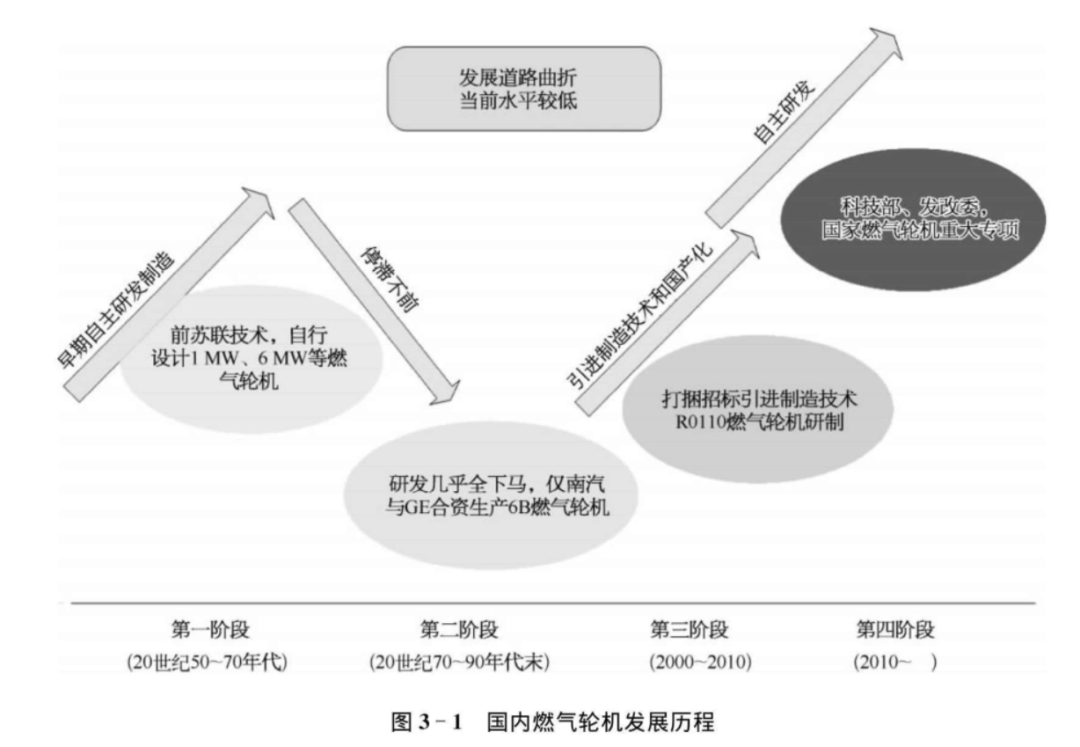 发展道路曲折
当前水平较低
早期自主研发制造
前苏联技术，自行
设计1 MW、6 MW等燃
气轮机
停滞不前
研发几乎全下马，仅南汽
与GE合资生产6B燃气轮机
引进制造技术和国产化
打捆招标引进制造技术
R0110燃气轮机研制
自主研发
科技部、发改委，
国家燃气轮机重大专项
第一阶段
(20世纪50~70年代)
第二阶段
(20世纪70~90年代末)
第三阶段
(2000~2010)
第四阶段
(2010~ )
图 3-1 国内燃气轮机发展历程